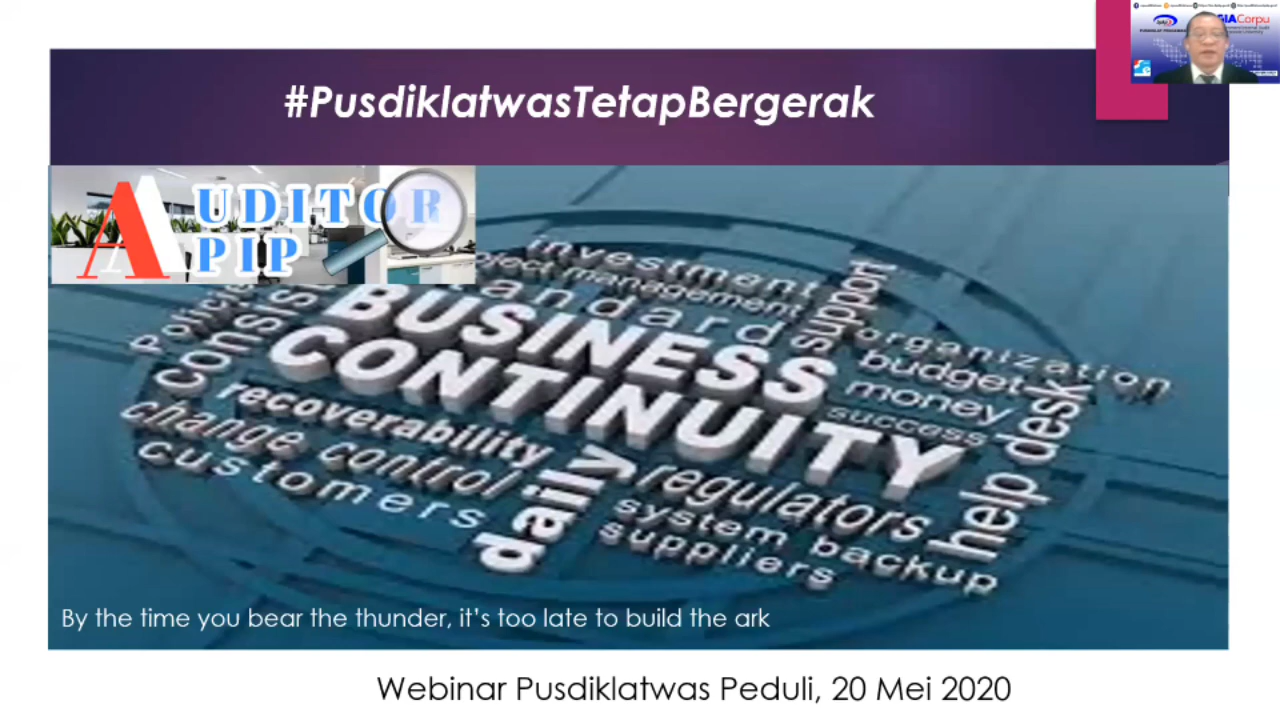 GIACorpu
#PusdiklatwasTetapBergerak
AUDITOR
APIP
investment
project management
standard
support
organization
budget
money
success
help desk
BUSINESS
CONTINUITY
recoverability
change control
customers
daily
regulators
system backup
suppliers
By the time you bear the thunder, it's too late to build the ark
Webinar Pusdiklatwas Peduli, 20 Mei 2020